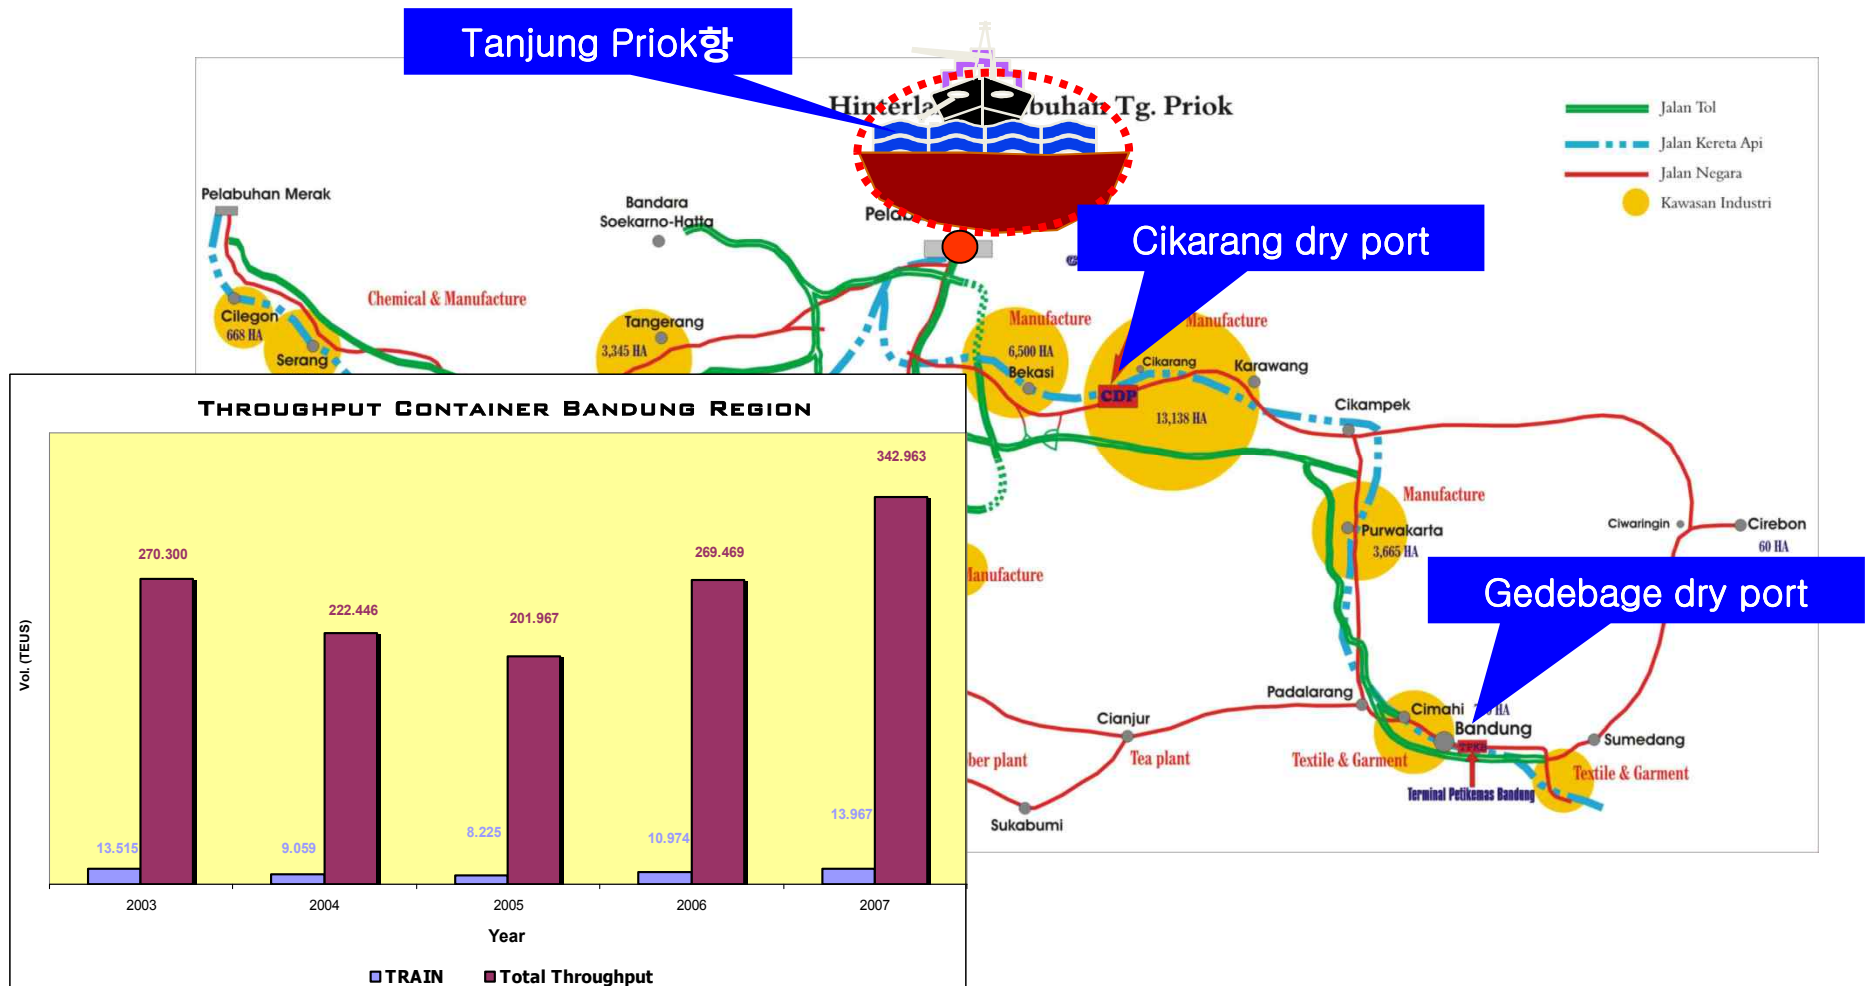 Tanjung Priok항
Tg. Priok
Jalan Tol
Jalan Kereta Api
Jalan Negara
Kawasan Industri
Pelabuhan Merak
Bandara
Soekarno-Hatta
Cikarang dry port
Chemical & Manufacture
Cilegon
668 HA
Serang
Tangerang
3,345 HA
Manufacture
6,500 HA
Bekasi
Manufacture
Cikarang
CDP
13,138 HA
Karawang
Cikampek
Manufacture
Purwakarta
3,665 HA
Ciwaringin
Cirebon
60 HA
Manufacture
Gedebage dry port
Padalarang
Cimahi
HA
Bandung
Cianjur
Tea plant
plant
Sukabumi
Textile & Garment
Terminal Petikemas Bandung
Sumedang
Textile & Garment
THROUGHPUT CONTAINER BANDUNG REGION
Vol. (TEUS)
270.300
222.446
201.967
269.469
342.963
13.515
9.059
8.225
10.974
13.967
2003
2004
2005
2006
2007
Year
TRAIN
Total Throughput